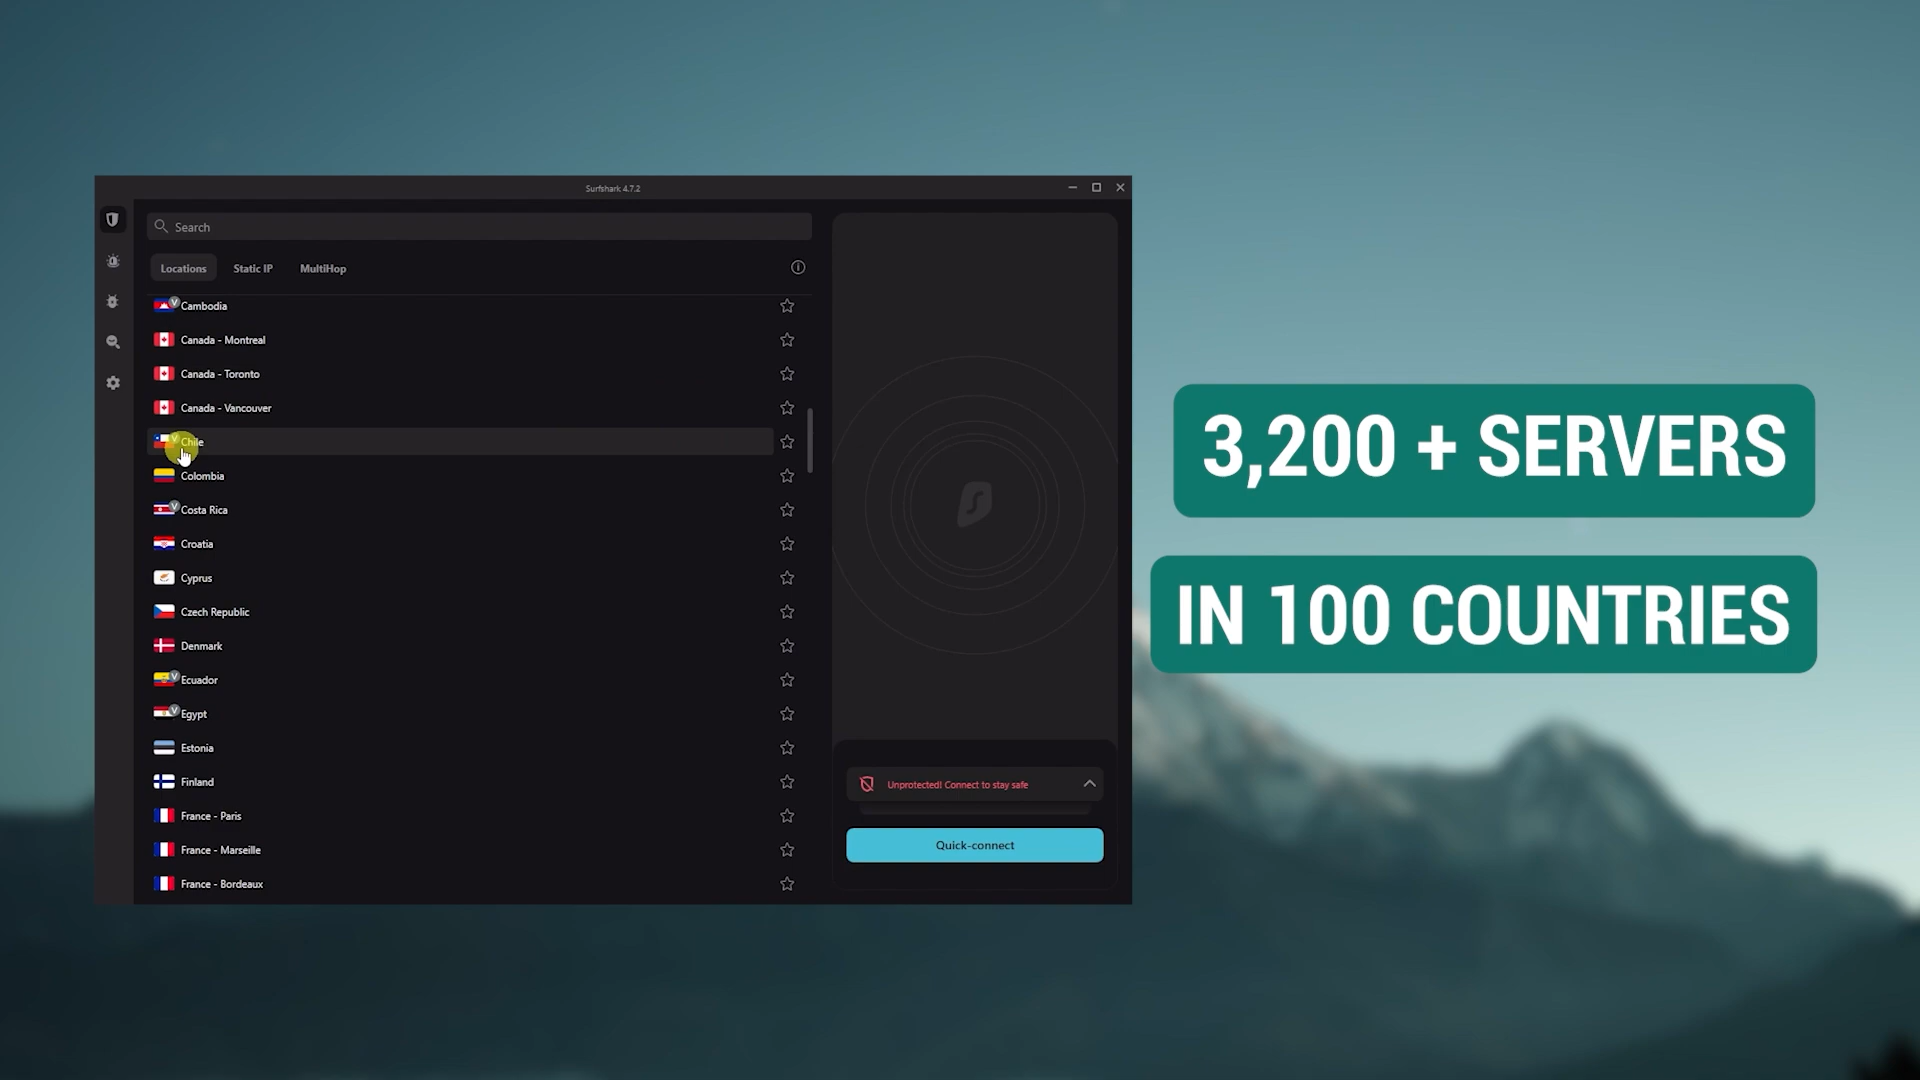 Surfshark 4.7.2
Search
Locations
Static IP
MultiHop
V Cambodia
Canada - Montreal
Canada - Toronto
Canada - Vancouver
V Chile
Colombia
V Costa Rica
Croatia
Cyprus
Czech Republic
Denmark
V Ecuador
V Egypt
Estonia
Finland
France - Paris
France - Marseille
France - Bordeaux
Unprotected! Connect to stay safe
Quick-connect
3,200 + SERVERS
IN 100 COUNTRIES